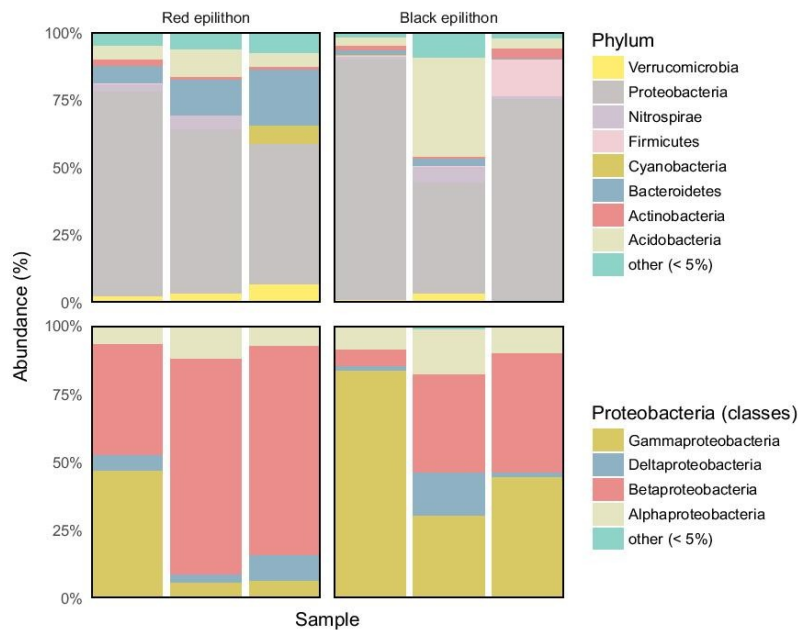 Red epilithon
Black epilithon
100%
75%
50%
25%
0%
100%
75%
50%
25%
0%
Abundance (%)
Sample
Phylum
Verrucomicrobia
Proteobacteria
Nitrospirae
Firmicutes
Cyanobacteria
Bacteroidetes
Actinobacteria
Acidobacteria
other (< 5%)
Proteobacteria (classes)
Gammaproteobacteria
Deltaproteobacteria
Betaproteobacteria
Alphaproteobacteria
other (< 5%)